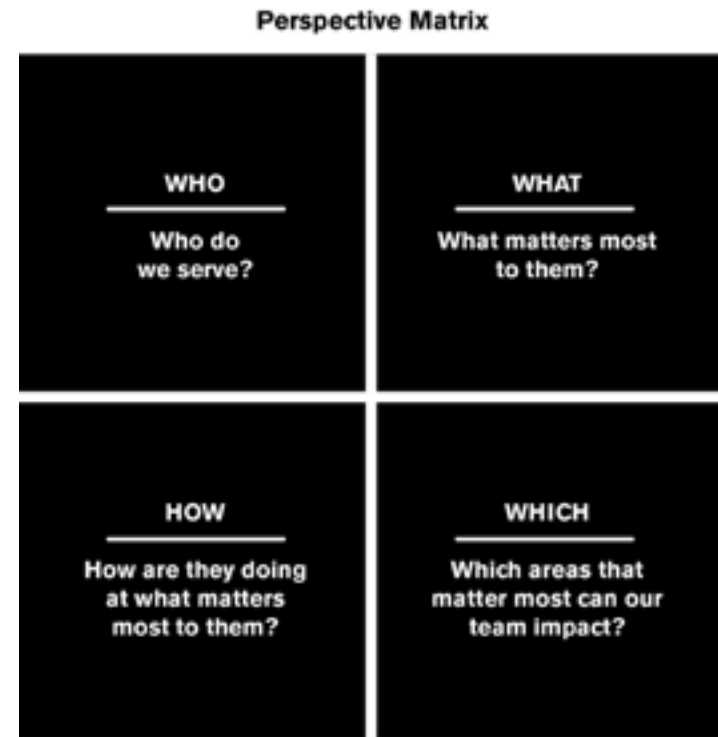 Perspective Matrix
WHO
Who do
we serve?
WHAT
What matters most
to them?
HOW
How are they doing
at what matters
most to them?
WHICH
Which areas that
matter most can our
team impact?